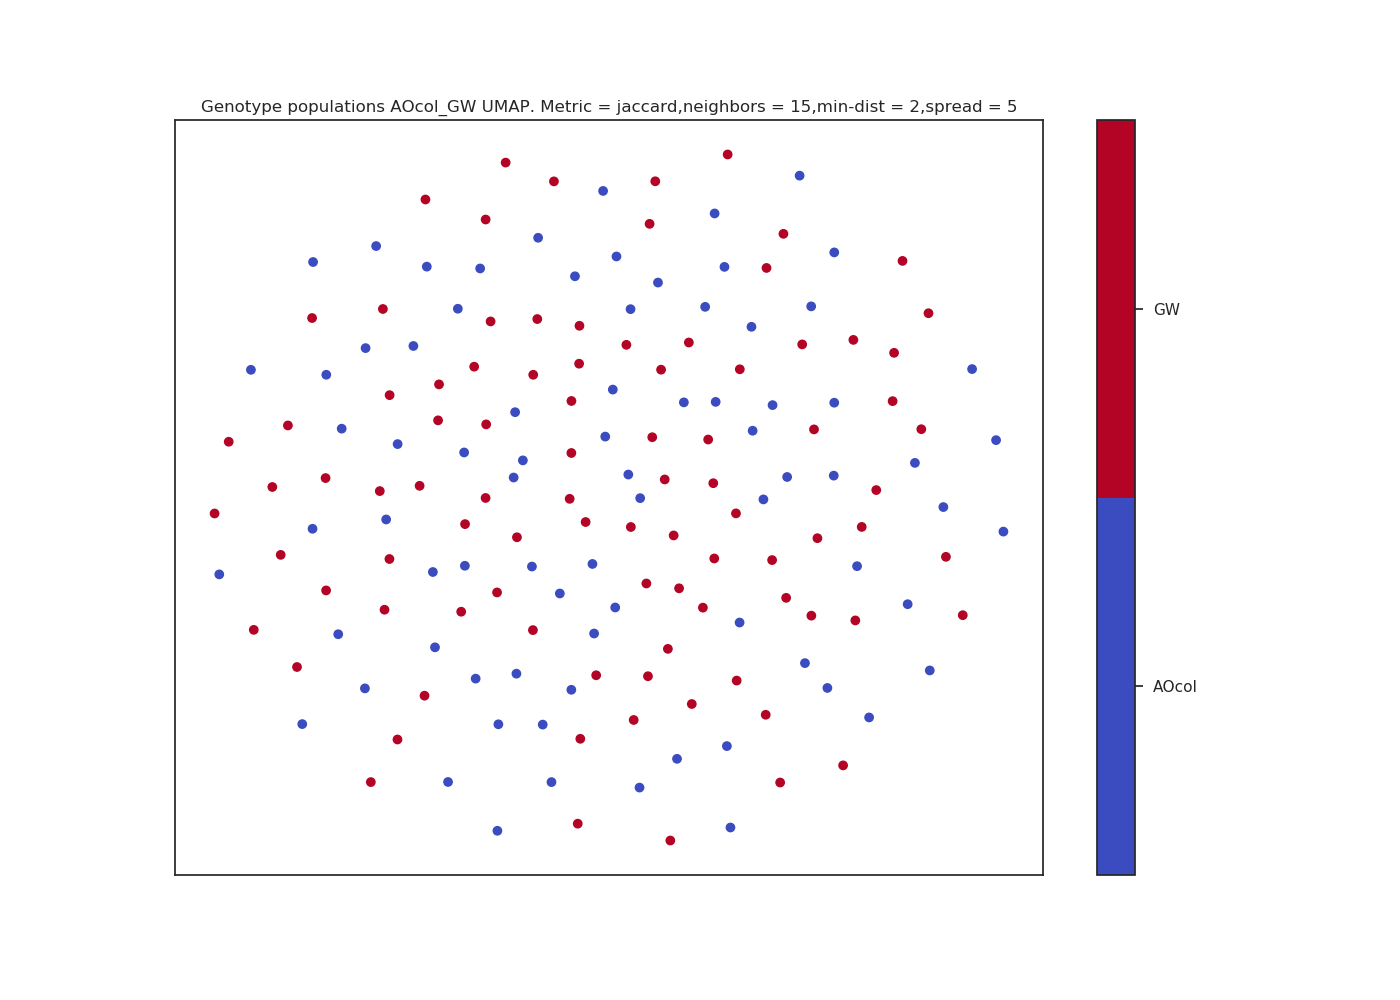 Genotype populations AOcol_GW UMAP. Metric = jaccard,neighbors = 15,min-dist = 2,spread = 5
GW
AOcol